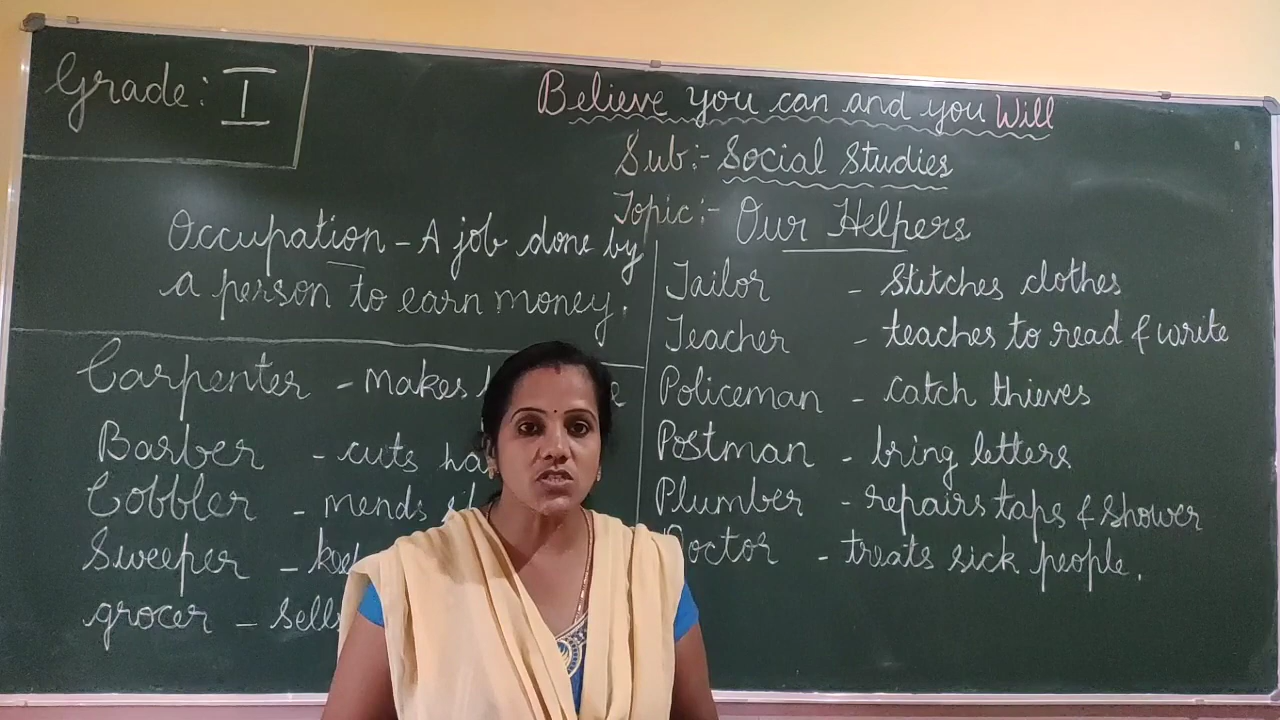 Grade: I
Believe you can and you Will
Sub:- Social Studies
Topic:- Our Helpers
Occupation - A job done by
a person to earn money.
Carpenter - makes
Barber - cuts
Cobbler - mends
Sweeper -
grocer - sells
Tailor - stitches clothes
Teacher - teaches to read & write
Policeman - catch thieves
Postman - bring letters
Plumber - repairs taps & shower
Doctor - treats sick people.